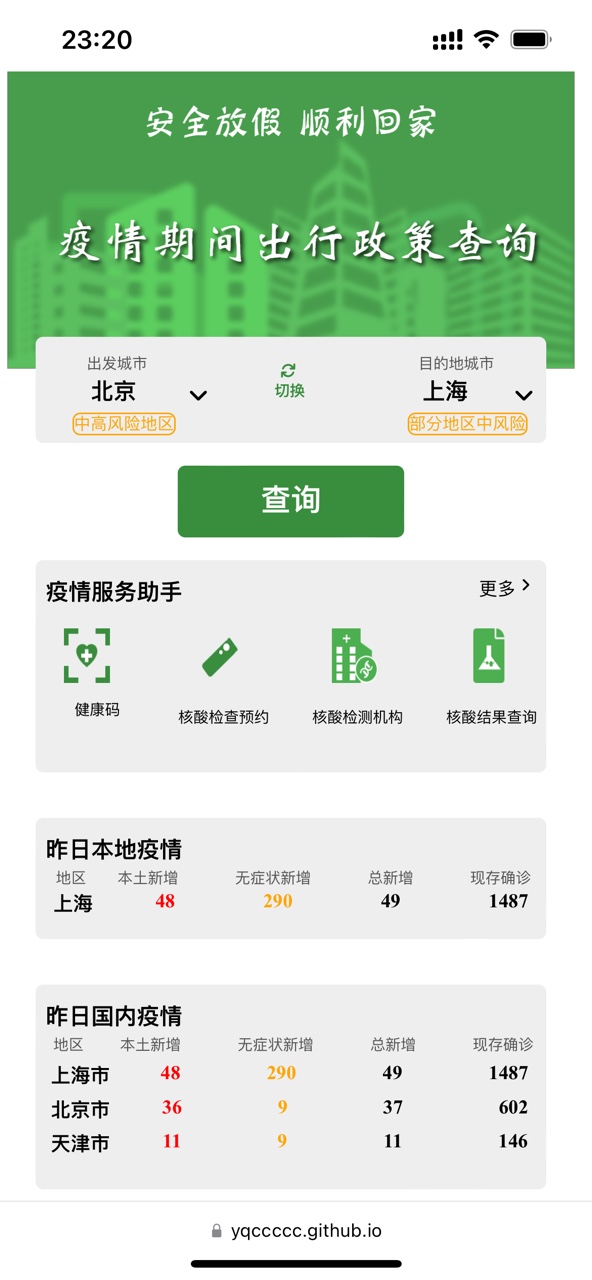 23:20
安全放假 顺利回家
疫情期间出行政策查询
出发城市 目的地城市
北京 切换 上海
中高风险地区 部分地区中风险
查询
疫情服务助手 更多
健康码 核酸检查预约 核酸检测机构 核酸结果查询
昨日本地疫情
地区 本土新增 无症状新增 总新增 现存确诊
上海 48 290 49 1487
昨日国内疫情
地区 本土新增 无症状新增 总新增 现存确诊
上海市 48 290 49 1487
北京市 36 9 37 602
天津市 11 9 11 146
yqccccc.github.io